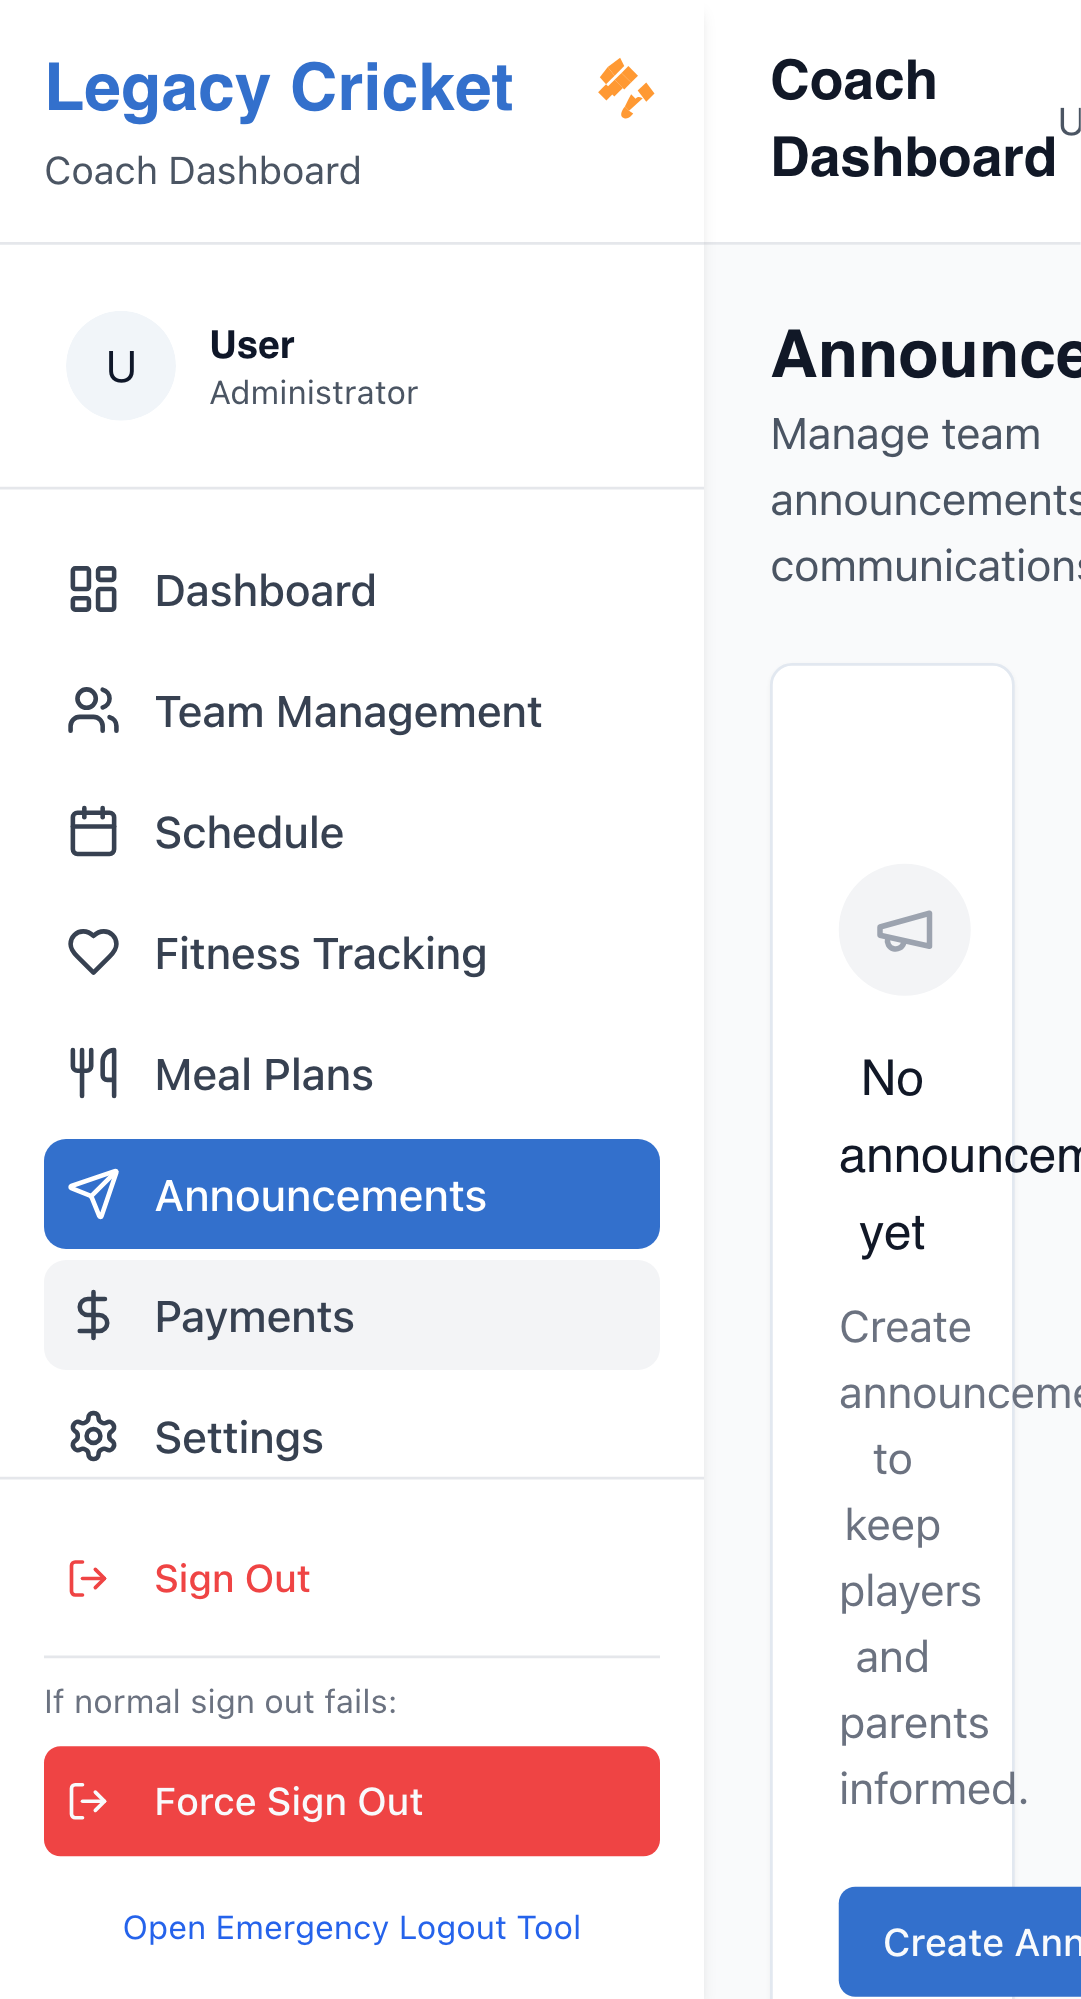 Legacy Cricket
Coach Dashboard
U
User
Administrator
Dashboard
Team Management
Schedule
Fitness Tracking
Meal Plans
Announcements
Payments
Settings
Sign Out
If normal sign out fails:
Force Sign Out
Open Emergency Logout Tool
Coach
Dashboard
U
Announce
Manage team
announcements
communications
No
announcem
yet
Create
announceme
to
keep
players
and
parents
informed.
Create Ann